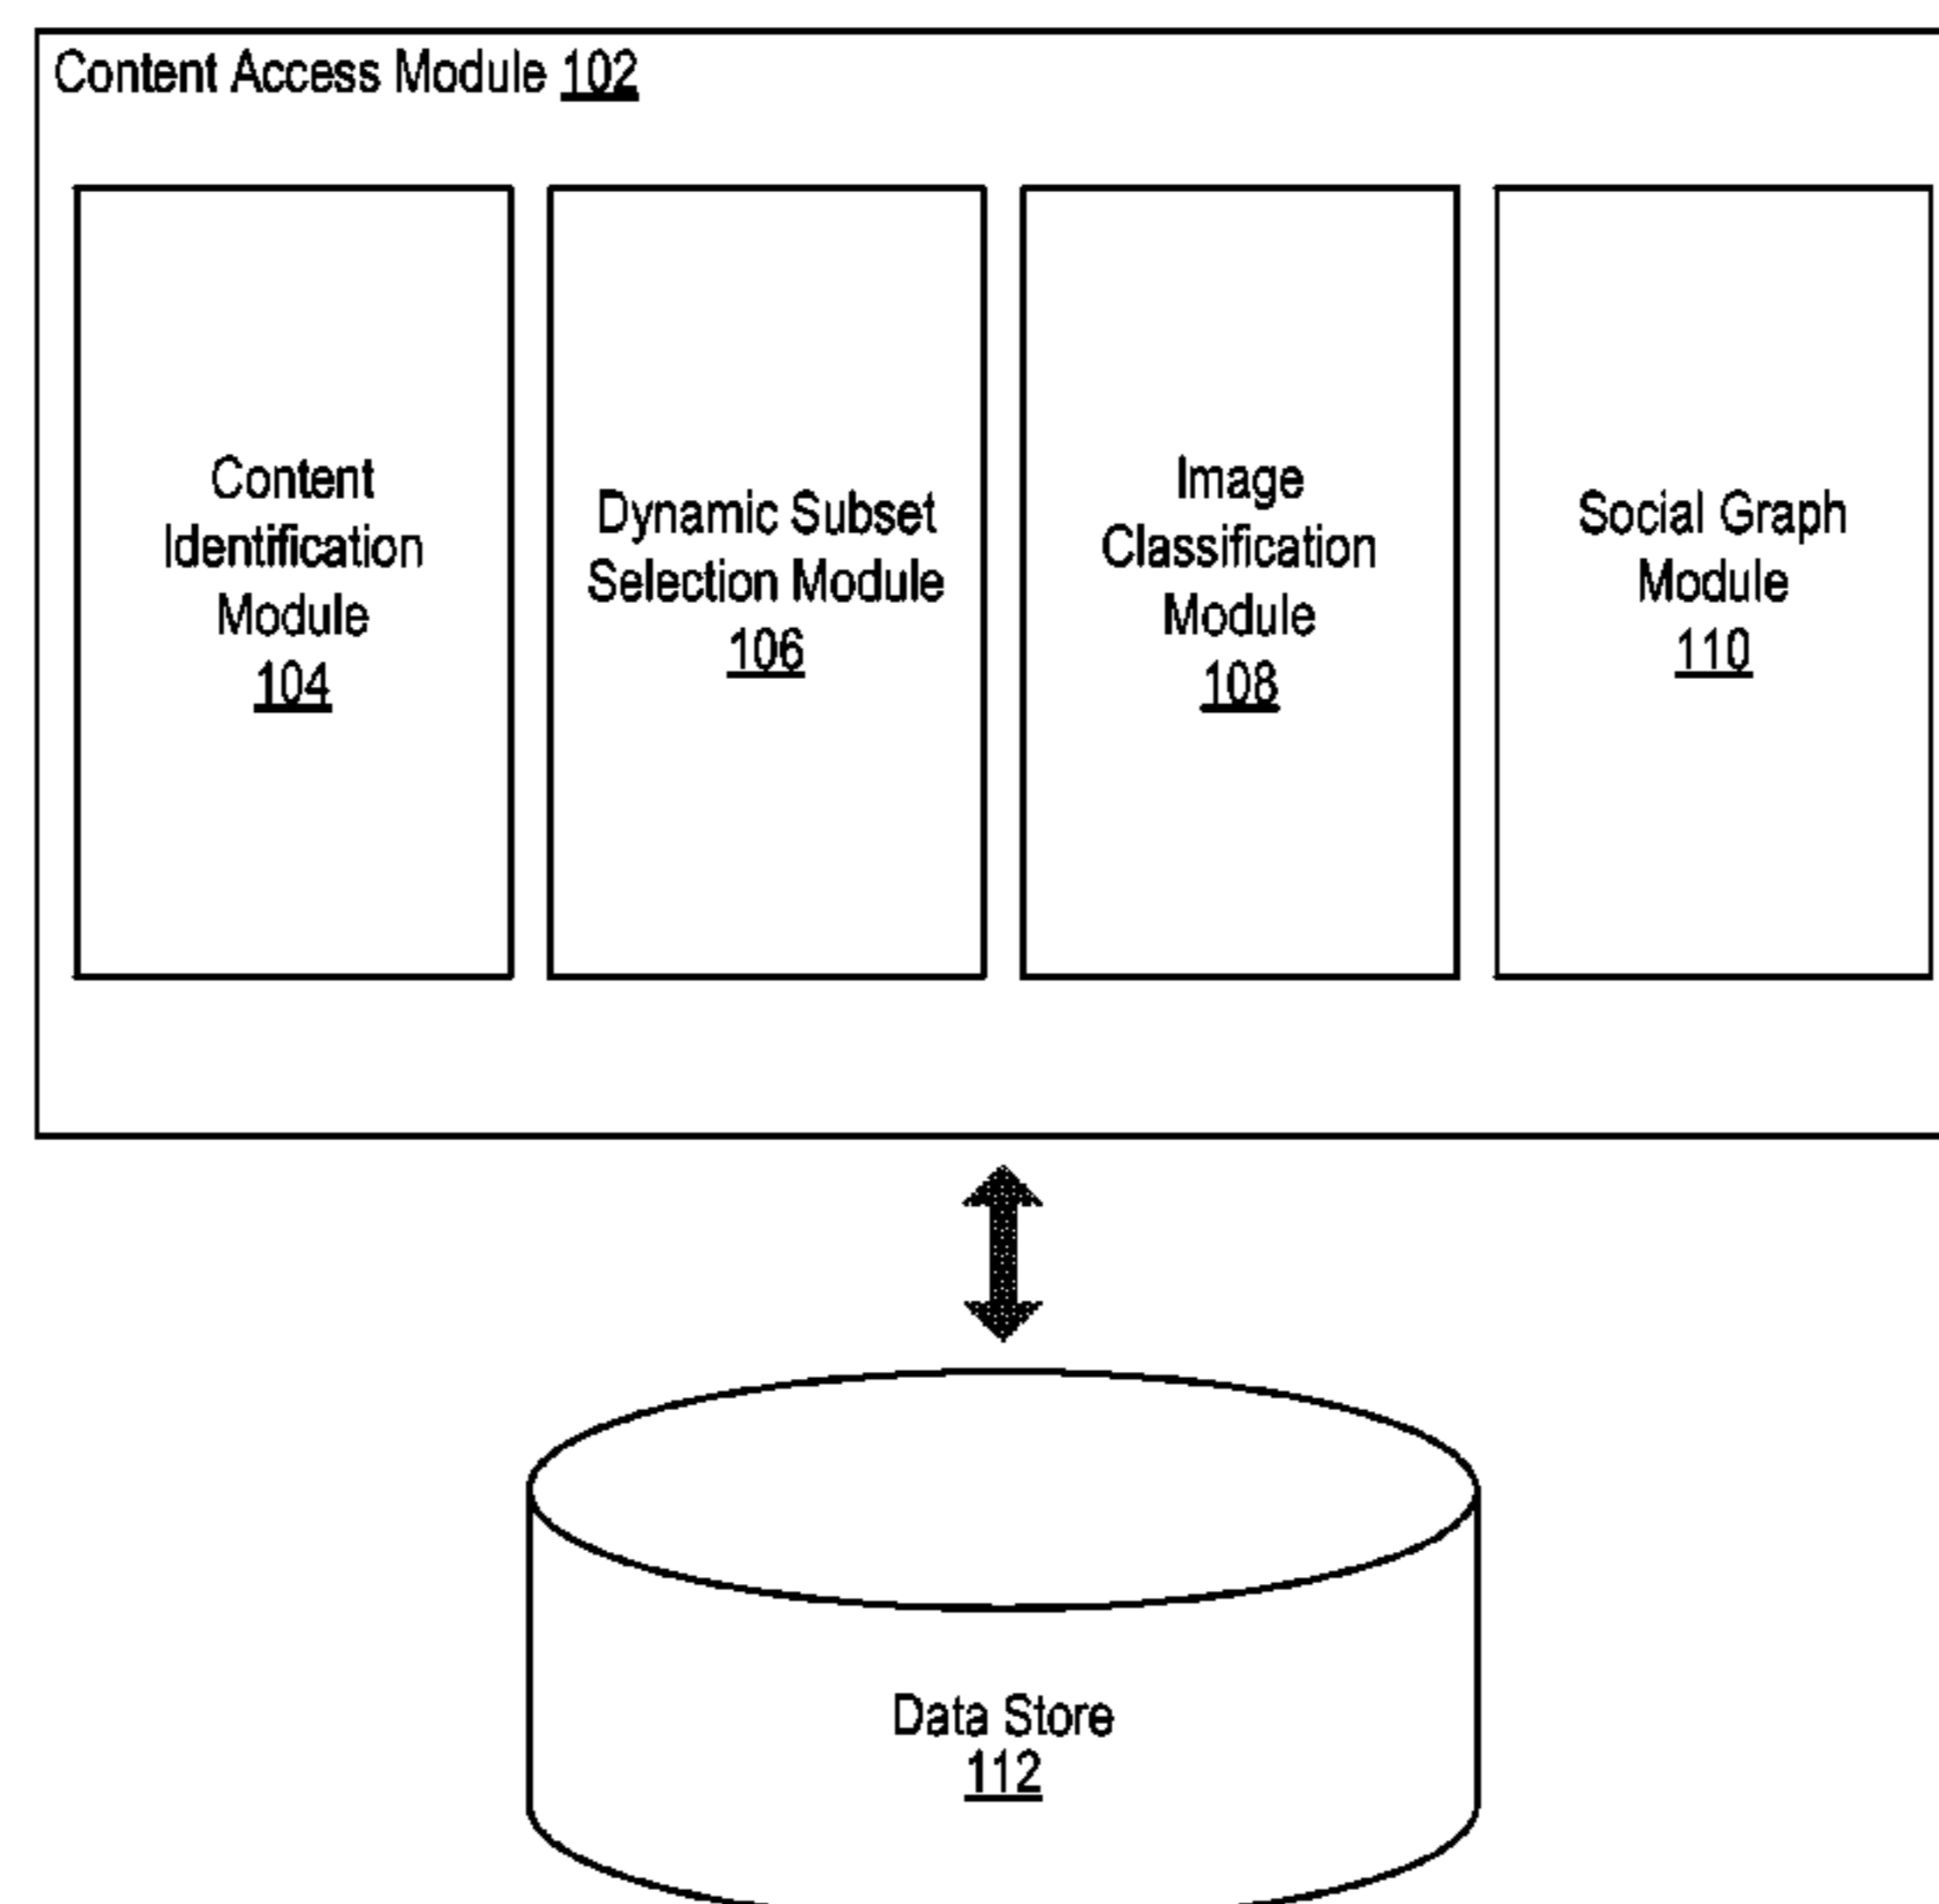 Content Access Module 102
Content
Identification
Module
104
Dynamic Subset
Selection Module
106
Image
Classification
Module
108
Social Graph
Module
110
Data Store
112